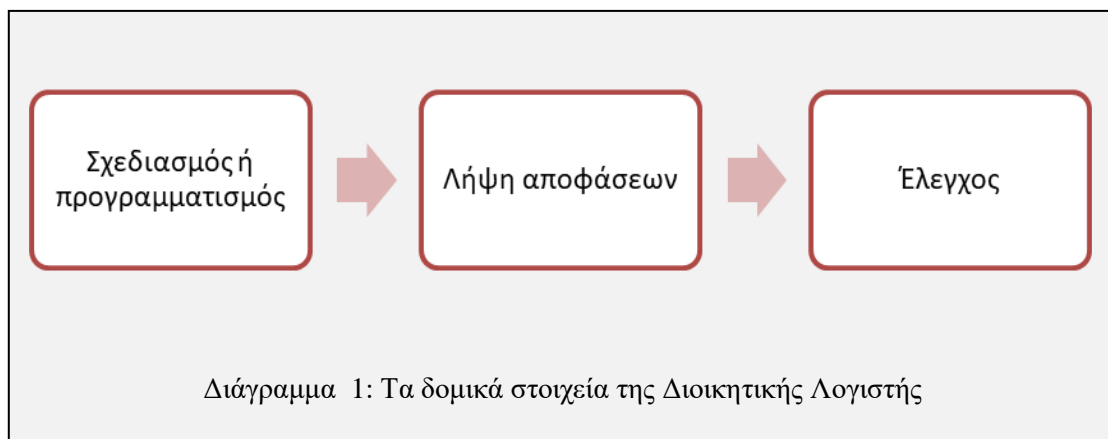 Σχεδιασμός ή
προγραμματισμός
Λήψη αποφάσεων
Έλεγχος
Διάγραμμα 1: Τα δομικά στοιχεία της Διοικητικής Λογιστής